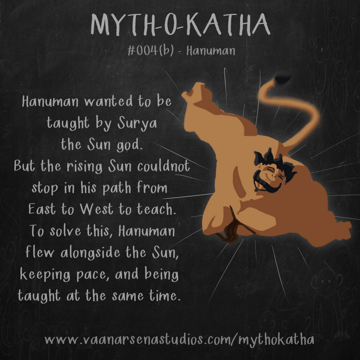 MYTH-O-KATHA
#004(b) - Hanuman
Hanuman wanted to be
taught by Surya
the Sun god.
But the rising Sun couldnot
stop in his path from
East to West to teach.
To solve this, Hanuman
flew alongside the Sun,
keeping pace, and being
taught at the same time.
www.vaanarsenastudios.com/mythokatha